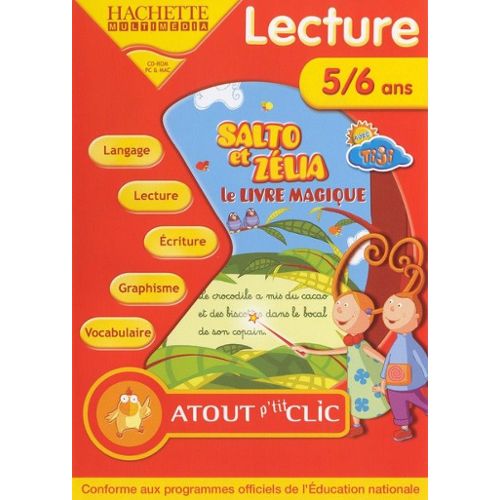 HACHETTE
MULTIMÉDIA
CD-ROM
PC & MAC
Lecture
5/6 ans
SALTO
et
ZÉLIA
LE LIVRE MAGIQUE
AVEC
TiJi
Langage
Lecture
Écriture
Graphisme
Vocabulaire
Le crocodile a mis du cacao
et des biscottes dans le bocal
de son copain.
ATOUT p'tit CLIC
Conforme aux programmes officiels de l'Éducation nationale